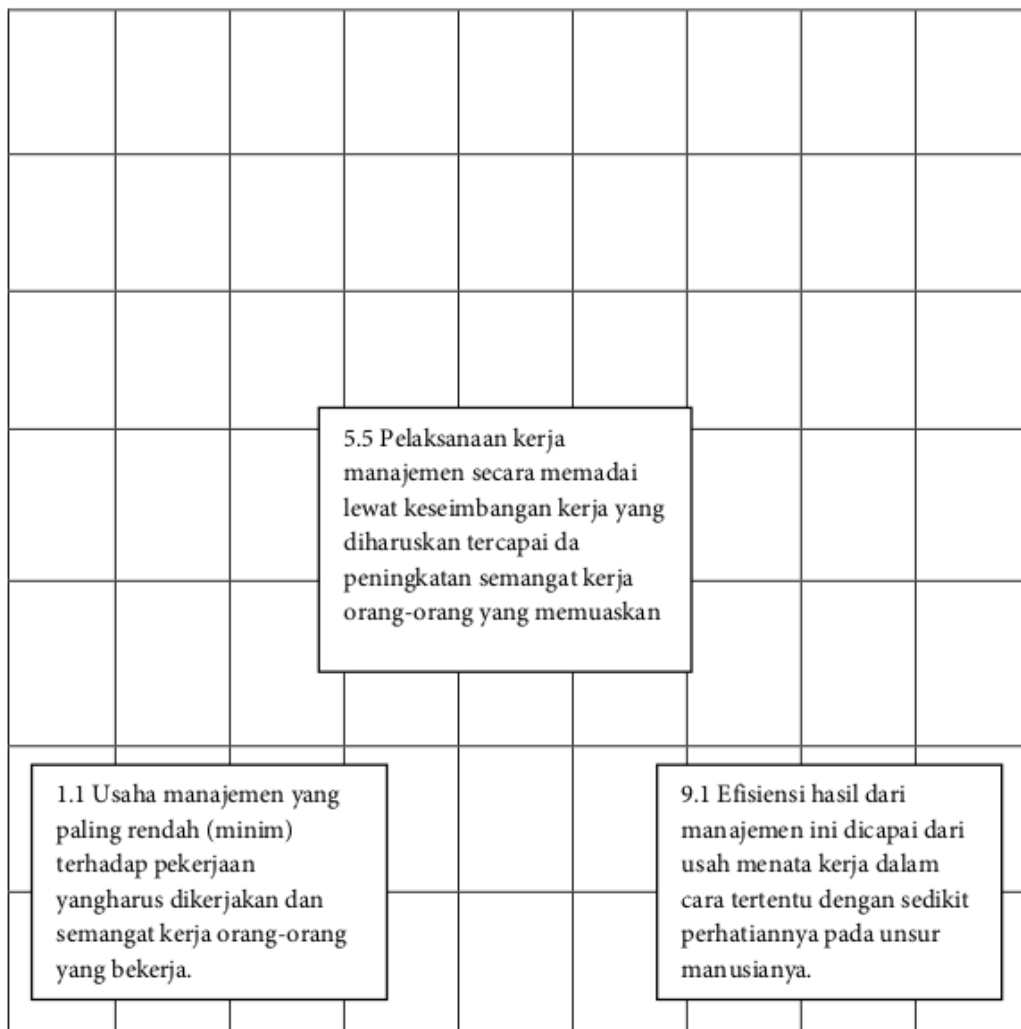 5.5 Pelaksanaan kerja
manajemen secara memadai
lewat keseimbangan kerja yang
diharuskan tercapai da
peningkatan semangat kerja
orang-orang yang memuaskan
1.1 Usaha manajemen yang
paling rendah (minim)
terhadap pekerjaan
yangharus dikerjakan dan
semangat kerja orang-orang
yang bekerja.
9.1 Efisiensi hasil dari
manajemen ini dicapai dari
usah menata kerja dalam
cara tertentu dengan sedikit
perhatiannya pada unsur
manusianya.